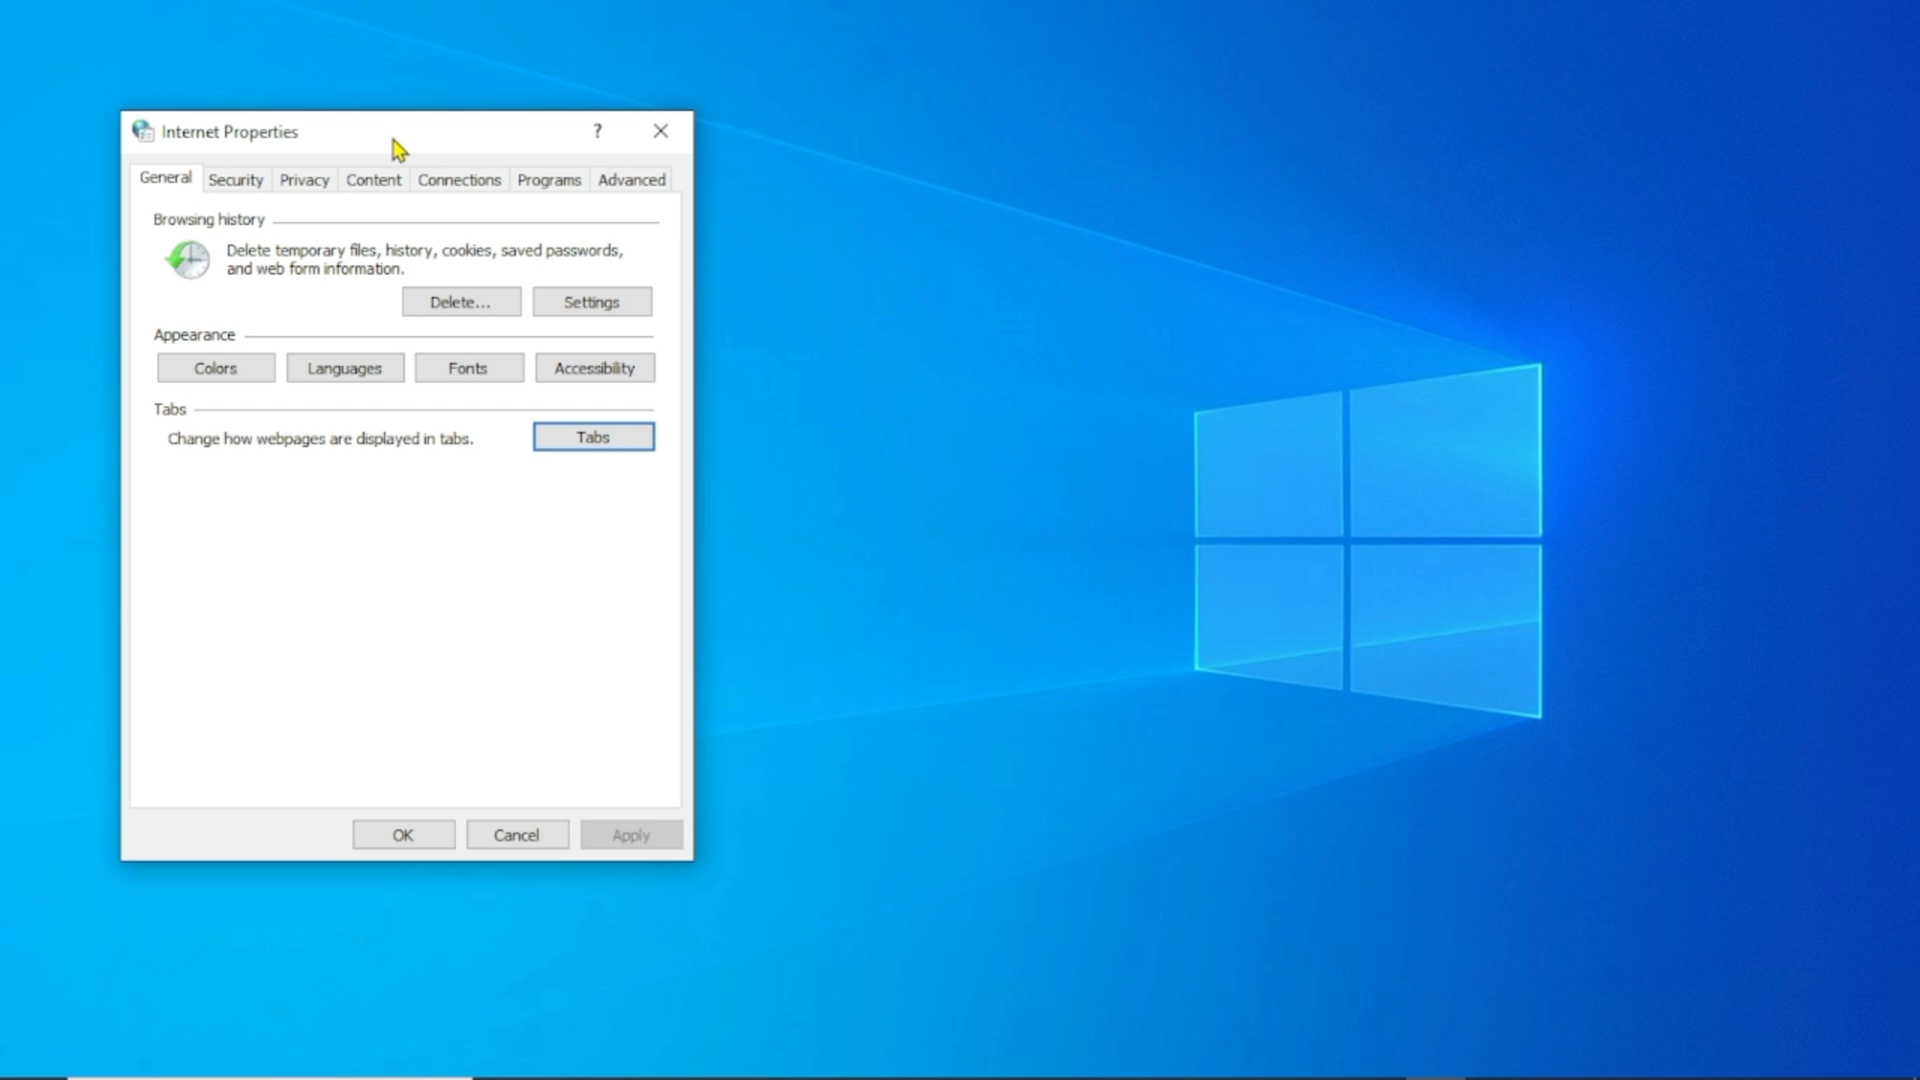 Internet Properties ?
General Security Privacy Content Connections Programs Advanced
Browsing history
Delete temporary files, history, cookies, saved passwords,
and web form information.
Delete... Settings
Appearance
Colors Languages Fonts Accessibility
Tabs
Change how webpages are displayed in tabs. Tabs
OK Cancel Apply